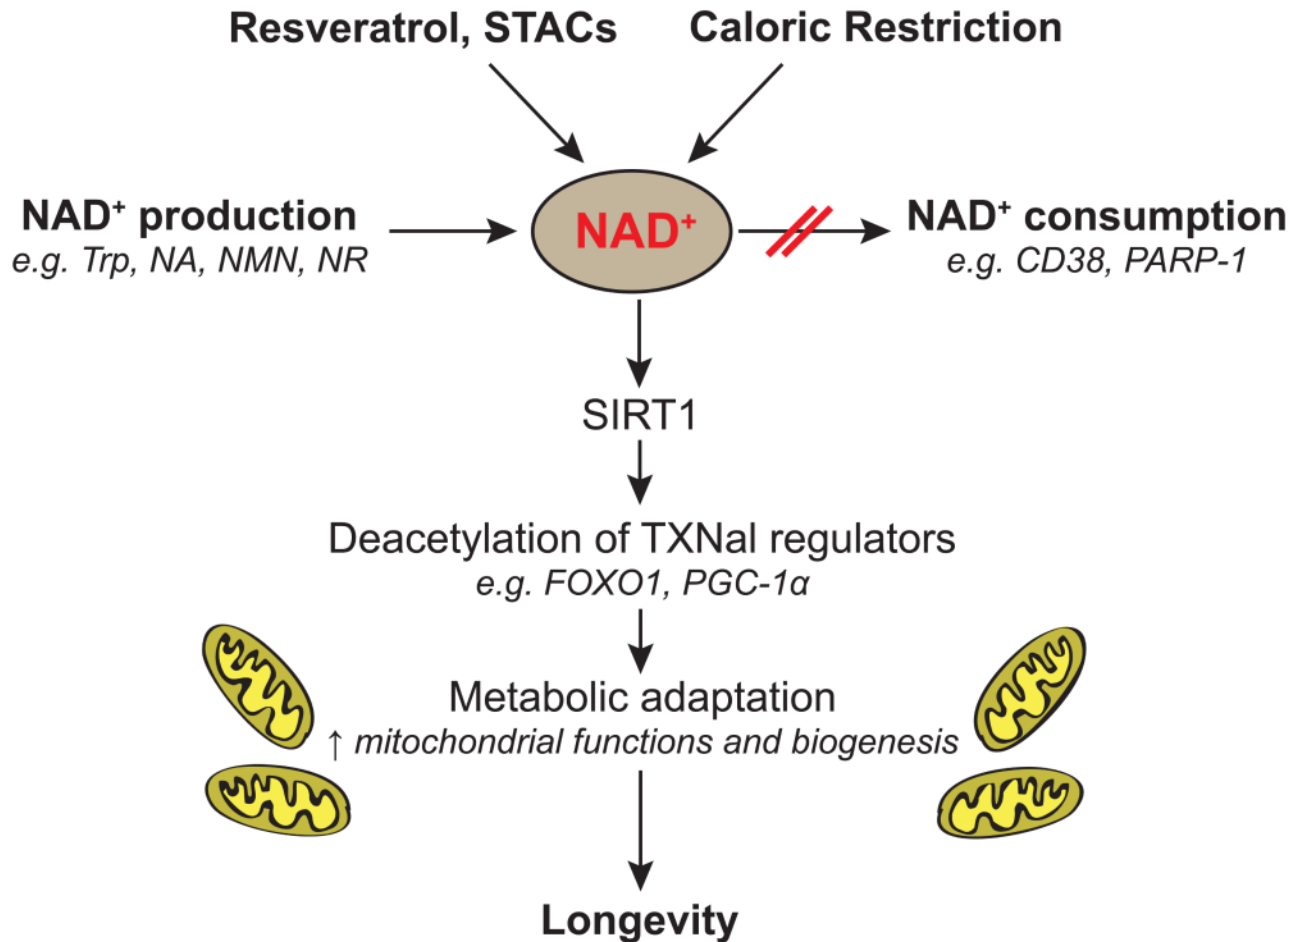 Resveratrol, STACs
Caloric Restriction
NAD⁺ production
e.g. Trp, NA, NMN, NR
NAD⁺
NAD⁺ consumption
e.g. CD38, PARP-1
SIRT1
Deacetylation of TXNal regulators
e.g. FOXO1, PGC-1α
Metabolic adaptation
↑ mitochondrial functions and biogenesis
Longevity